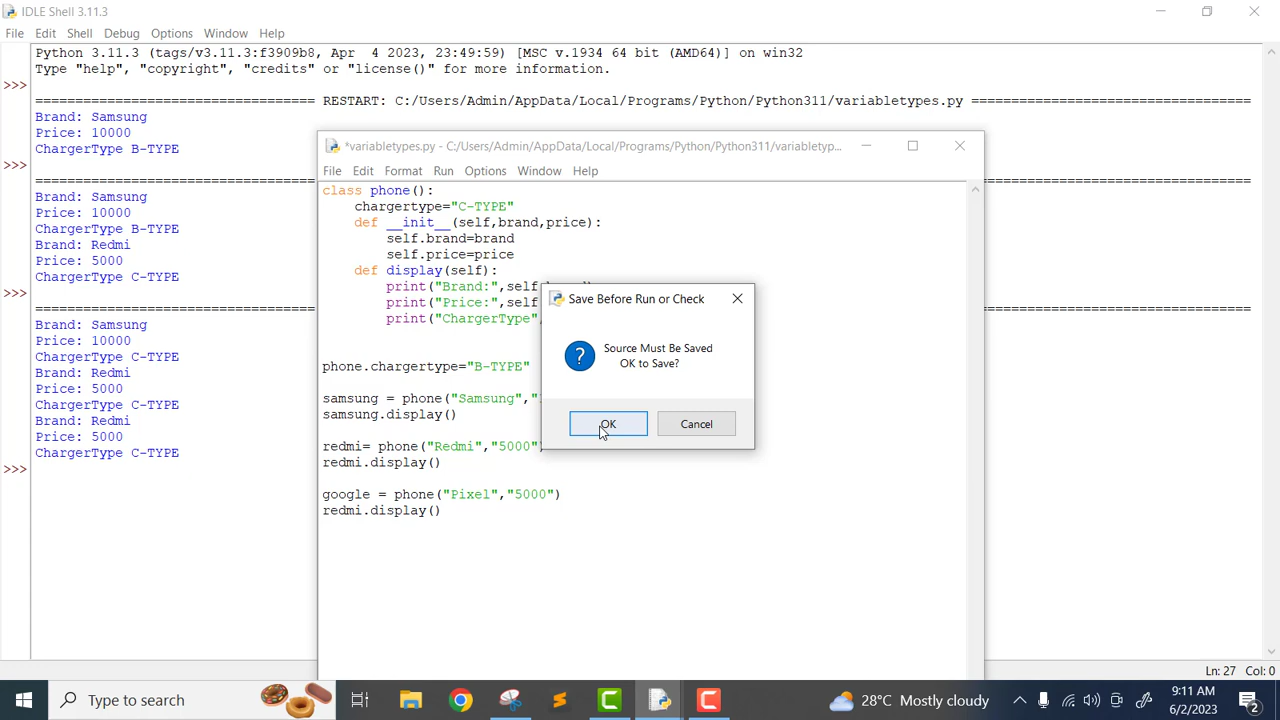 IDLE Shell 3.11.3
File Edit Shell Debug Options Window Help
Python 3.11.3 (tags/v3.11.3:f3909b8, Apr  4 2023, 23:49:59) [MSC v.1934 64 bit (AMD64)] on win32
Type "help", "copyright", "credits" or "license()" for more information.
>>>
=================================== RESTART: C:/Users/Admin/AppData/Local/Programs/Python/Python311/variabletypes.py ===================================
Brand: Samsung
Price: 10000
ChargerType B-TYPE
>>>
===================================
Brand: Samsung
Price: 10000
ChargerType B-TYPE
Brand: Redmi
Price: 5000
ChargerType C-TYPE
>>>
===================================
Brand: Samsung
Price: 10000
ChargerType C-TYPE
Brand: Redmi
Price: 5000
ChargerType C-TYPE
Brand: Redmi
Price: 5000
ChargerType C-TYPE
>>>
*variabletypes.py - C:/Users/Admin/AppData/Local/Programs/Python/Python311/variabletyp...
File Edit Format Run Options Window Help
class phone():
    chargertype="C-TYPE"
    def __init__(self,brand,price):
        self.brand=brand
        self.price=price
    def display(self):
        print("Brand:",self
        print("Price:",self
        print("ChargerType",
phone.chargertype="B-TYPE"
samsung = phone("Samsung",
samsung.display()
redmi= phone("Redmi","5000")
redmi.display()
google = phone("Pixel","5000")
redmi.display()
Save Before Run or Check
Source Must Be Saved
OK to Save?
OK Cancel
Ln: 27 Col: 0
Type to search
28°C Mostly cloudy
9:11 AM
6/2/2023
2